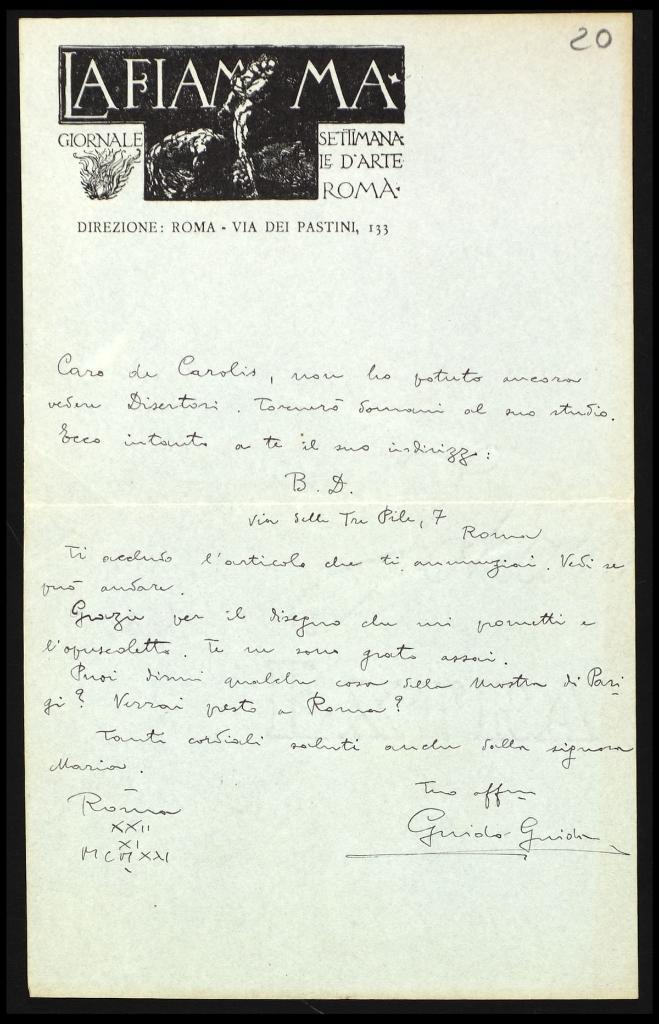 20
LA FIAMMA
GIORNALE SETTIMANA
LE D'ARTE
ROMA
DIREZIONE: ROMA - VIA DEI PASTINI, 133
Caro de Carolis, non ho potuto ancora
vedere Disertori. Tornerò domani al suo studio.
Ecco intanto a te il suo indirizzo:
B. D.
via delle Tre Pile, 7
Roma
Ti accludo l'articolo che ti annunziai. Vedi se
può andare.
Grazie per il disegno che mi prometti e
l'opuscoletto. Te ne sono grato assai.
Puoi dirmi qualche cosa della Mostra di Pari
gi? Verrai presto a Roma?
Tanti cordiali saluti anche dalla signora
Maria.
Tuo affmo
Guido Guida
Roma
XXII
XI